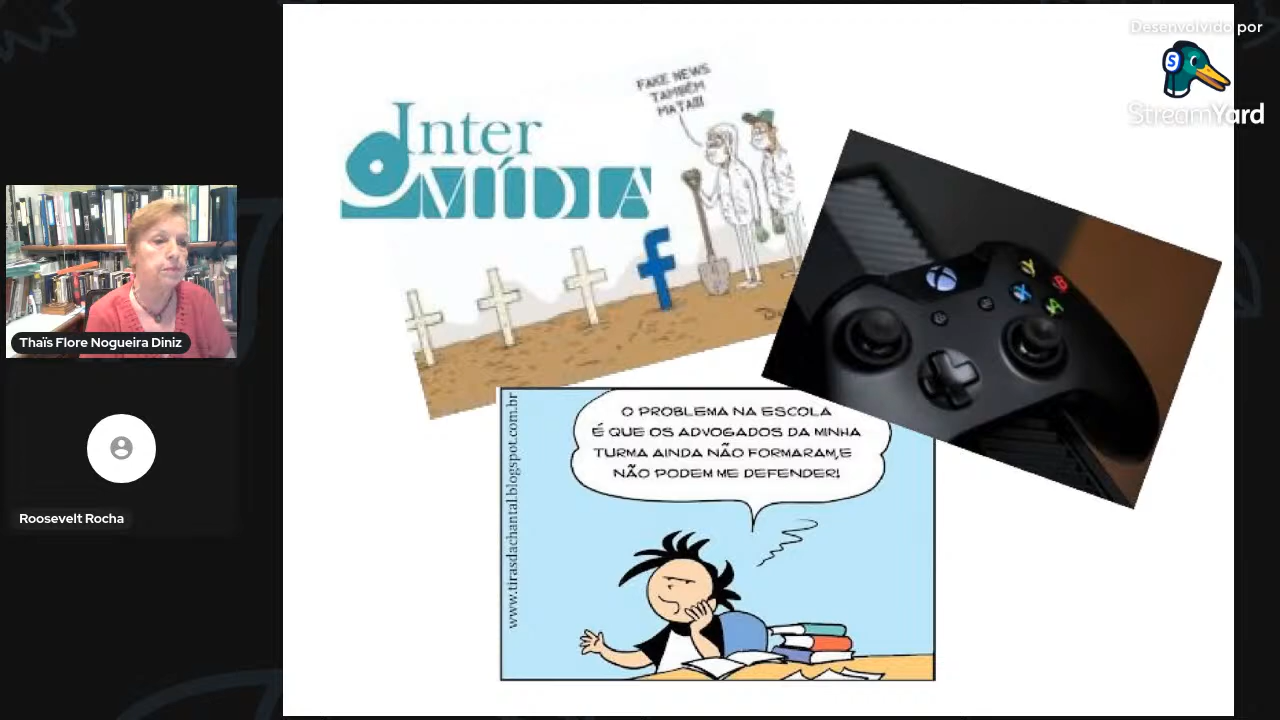 Desenvolvido por
S
StreamYard
FAKE NEWS
TAMBÉM
MATA!!!
Inter
MÍDIA
f
Y
B
X
A
Thaïs Flore Nogueira Diniz
Roosevelt Rocha
www.tirasdachantal.blogspot.com.br
O PROBLEMA NA ESCOLA
É QUE OS ADVOGADOS DA MINHA
TURMA AINDA NÃO FORMARAM,E
NÃO PODEM ME DEFENDER!